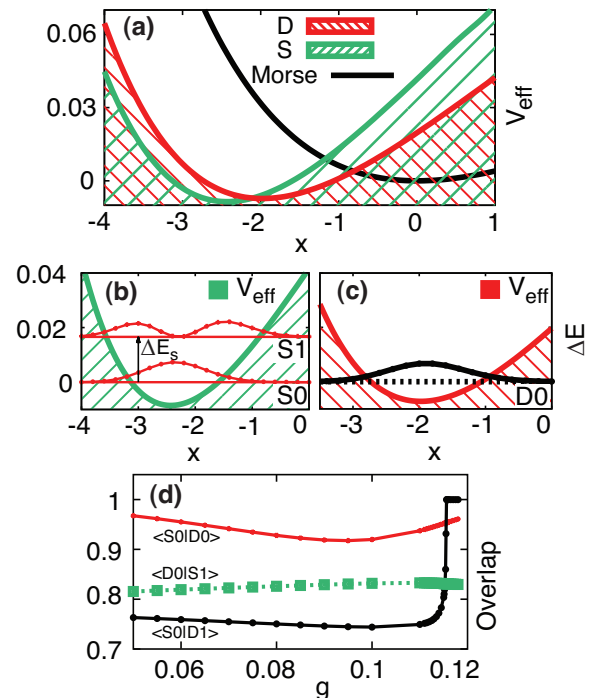 (a)
D
S
Morse
0.06
0.03
0
V_eff
-4 -3 -2 -1 0 1
x
(b)
V_eff
0.04
0.02
0
S1
ΔE_s
S0
-4 -3 -2 -1 0
x
(c)
V_eff
D0
ΔE
-3 -2 -1 0
x
(d)
1
0.9
0.8
0.7
<S0|D0>
<D0|S1>
<S0|D1>
Overlap
0.06 0.08 0.1 0.12
g